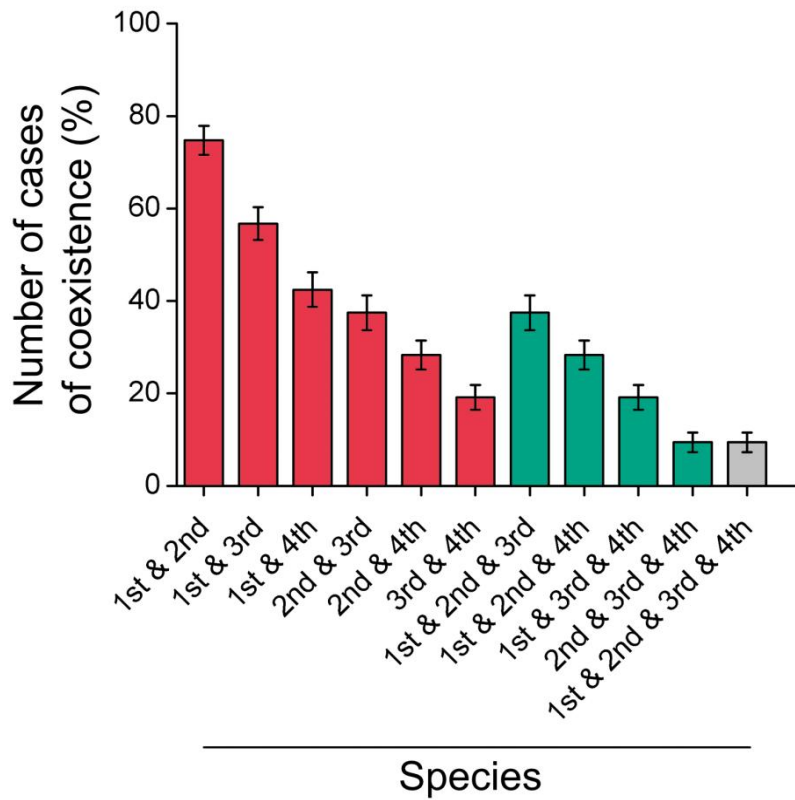 Number of cases
of coexistence (%)
100
80
60
40
20
0
1st & 2nd
1st & 3rd
1st & 4th
2nd & 3rd
2nd & 4th
3rd & 4th
1st & 2nd & 3rd
1st & 2nd & 4th
1st & 3rd & 4th
2nd & 3rd & 4th
1st & 2nd & 3rd & 4th
Species